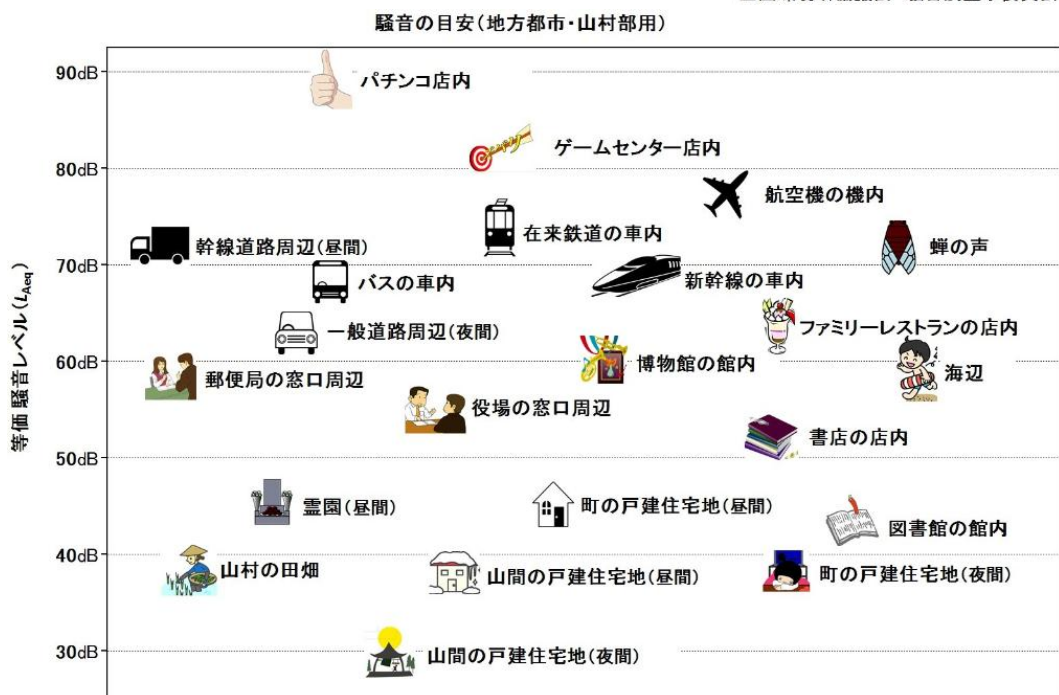 騒音の目安(地方都市・山村部用)
90dB
パチンコ店内
ゲームセンター店内
80dB
航空機の機内
在来鉄道の車内
幹線道路周辺(昼間)
蝉の声
70dB
バスの車内
新幹線の車内
一般道路周辺(夜間)
ファミリーレストランの店内
60dB
郵便局の窓口周辺
博物館の館内
海辺
役場の窓口周辺
書店の店内
50dB
霊園(昼間)
町の戸建住宅地(昼間)
図書館の館内
40dB
山村の田畑
山間の戸建住宅地(昼間)
町の戸建住宅地(夜間)
30dB
山間の戸建住宅地(夜間)
等価騒音レベル(LAeq)